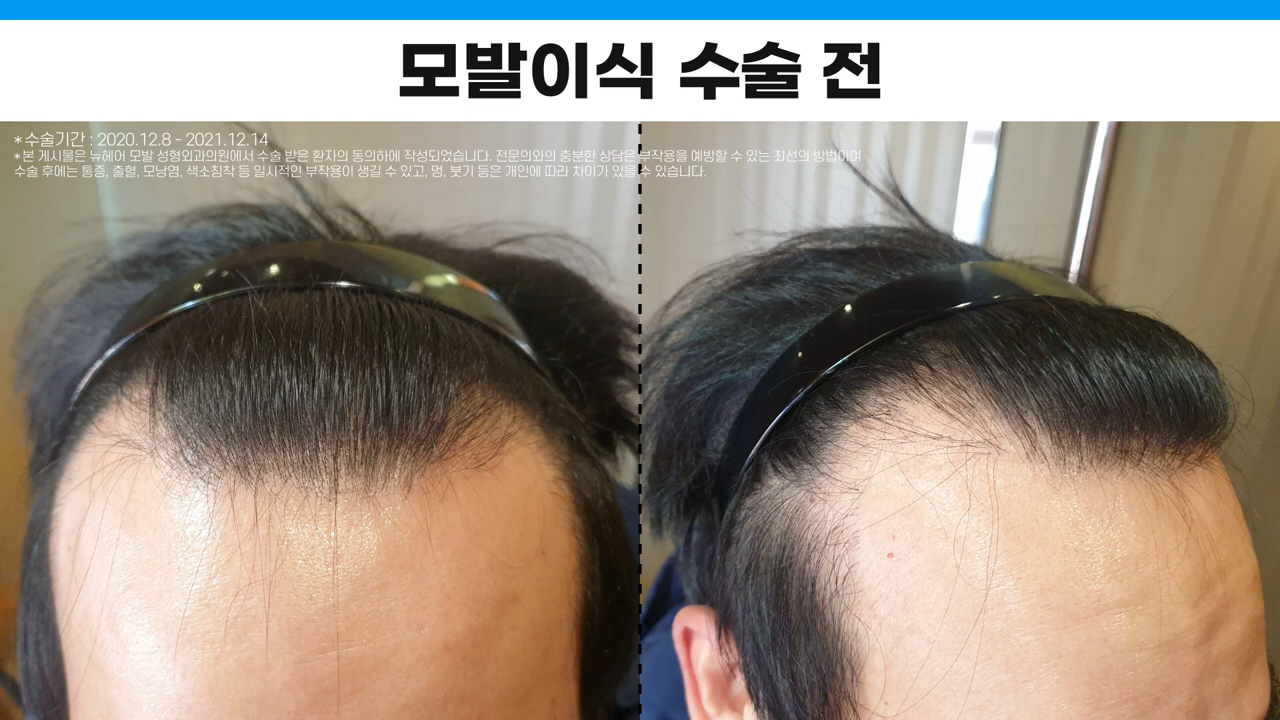 모발이식 수술 전
*수술기간 : 2020.12.8 - 2021.12.14
*본 게시물은 뉴헤어 모발 성형외과의원에서 수술 받은 환자의 동의하에 작성되었습니다. 전문의와의 충분한 상담은 부작용을 예방할 수 있는 최선의 방법이며
수술 후에는 통증, 출혈, 모낭염, 색소침착 등 일시적인 부작용이 생길 수 있고, 멍, 붓기 등은 개인에 따라 차이가 있을 수 있습니다.